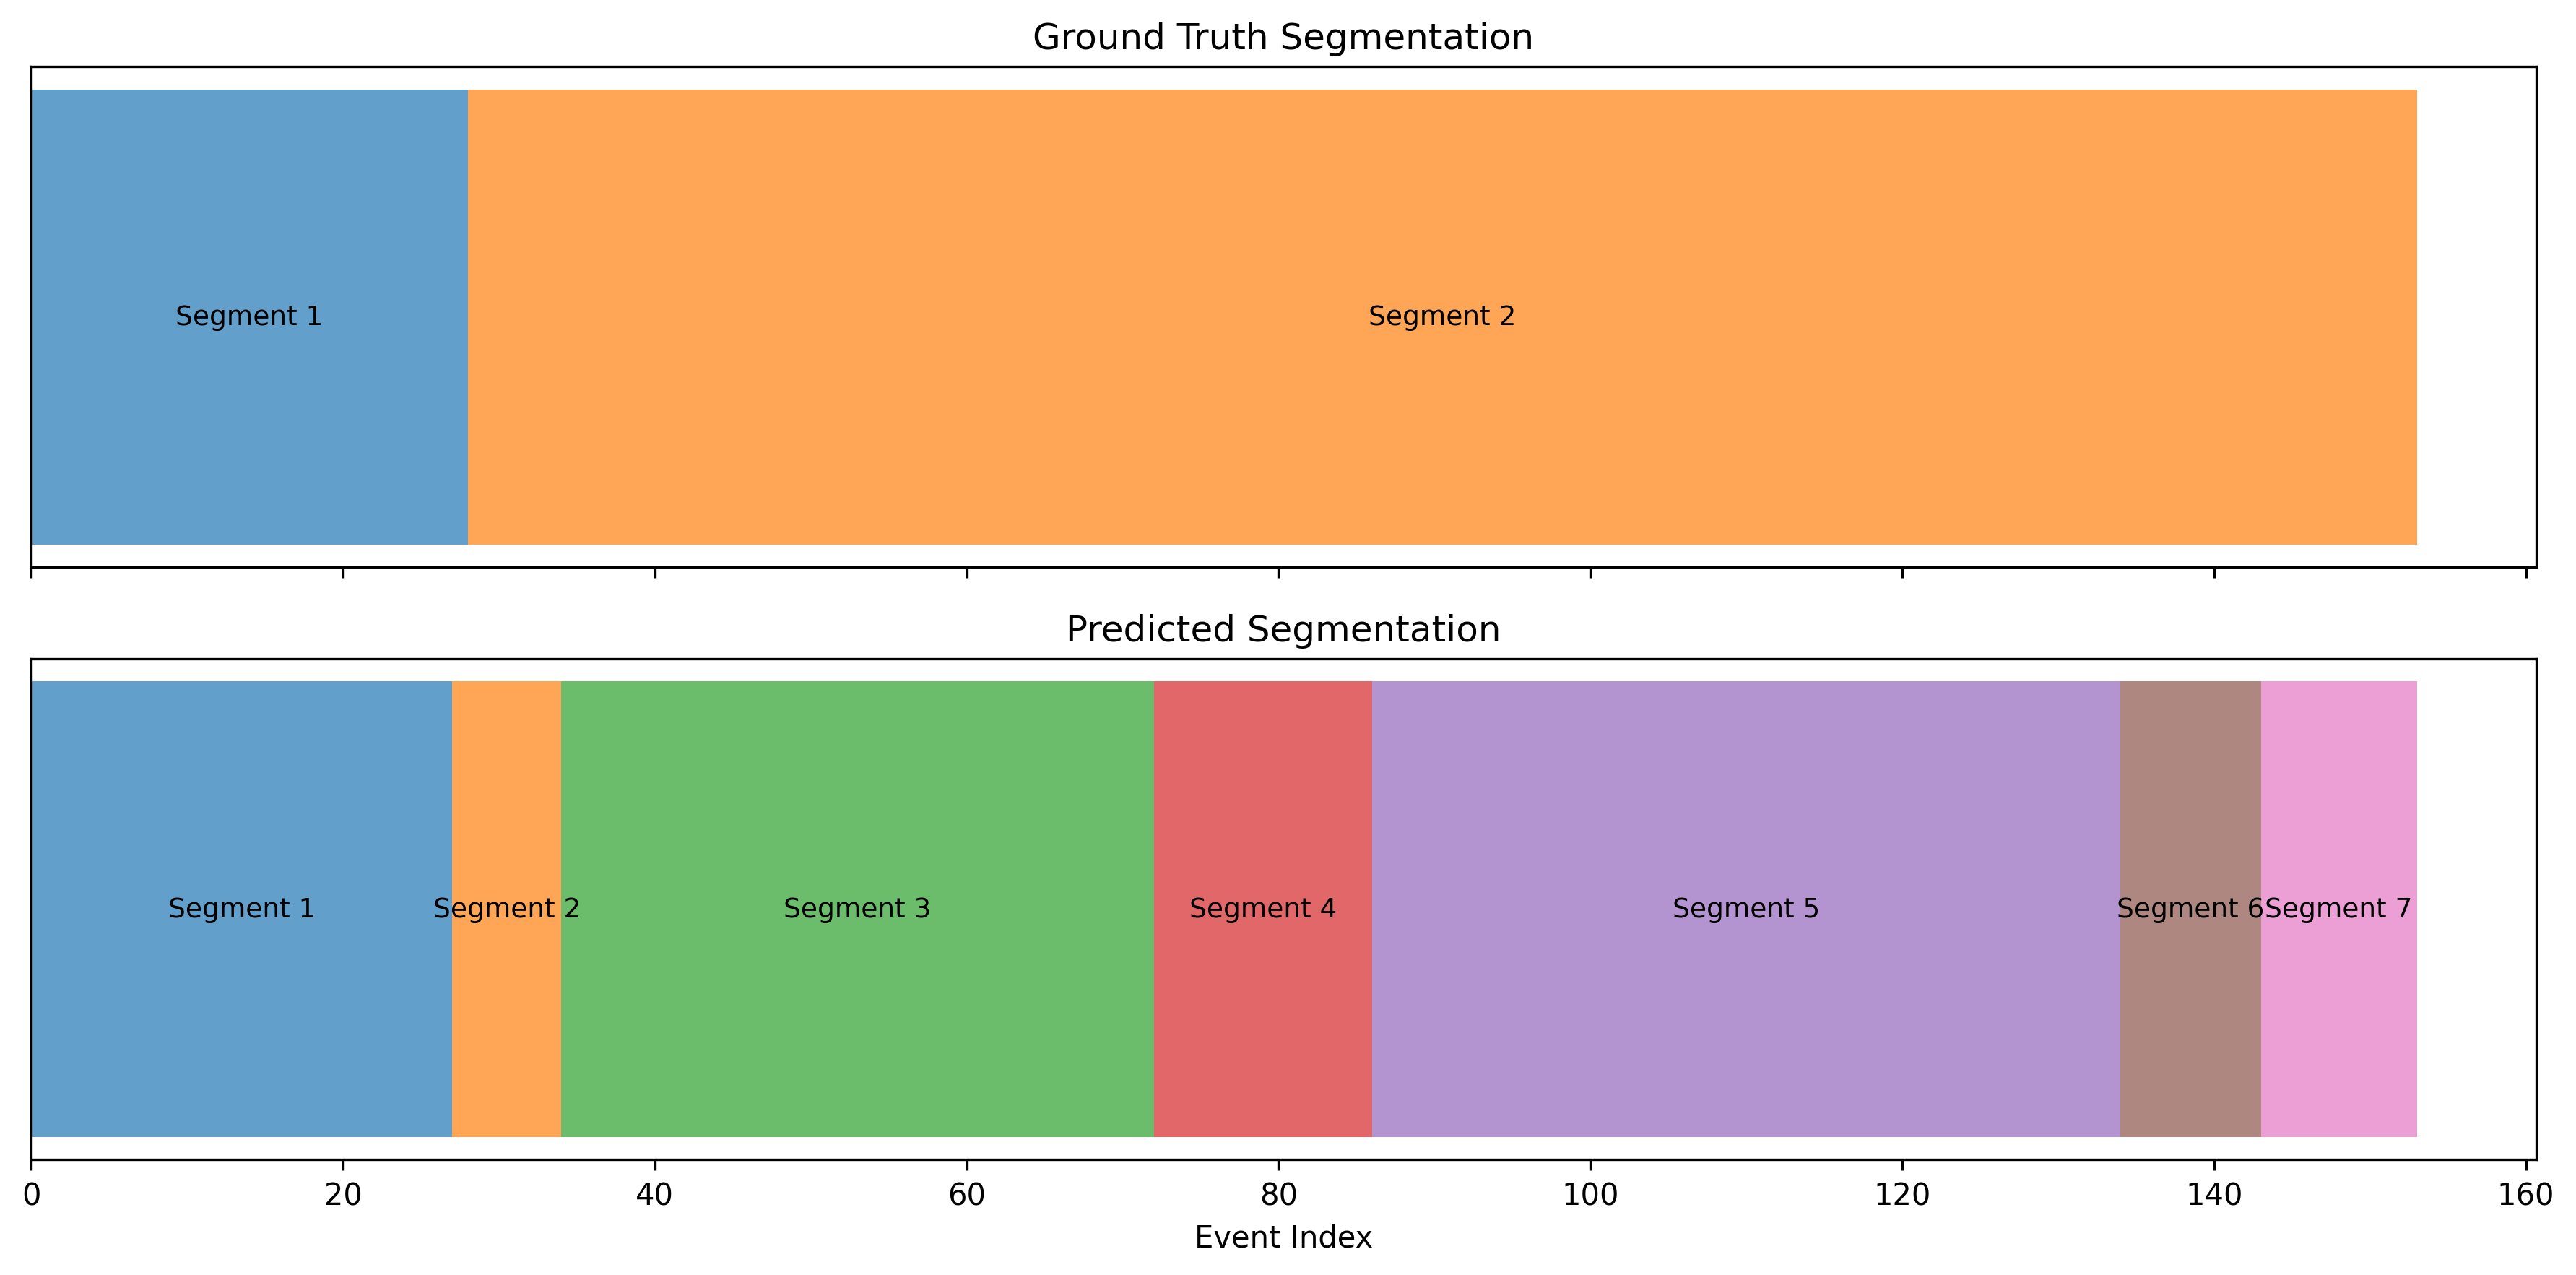 Ground Truth Segmentation
Segment 1 Segment 2
Predicted Segmentation
Segment 1 Segment 2 Segment 3 Segment 4 Segment 5 Segment 6 Segment 7
0 20 40 60 80 100 120 140 160
Event Index